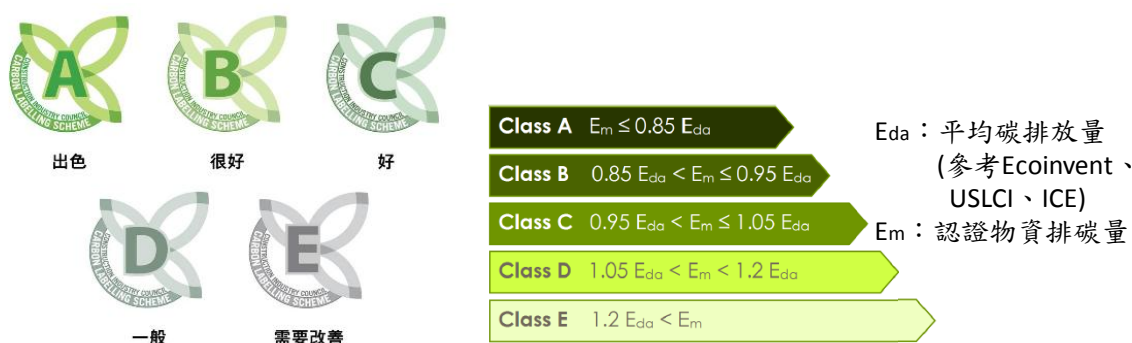 A
CONSTRUCTION INDUSTRY COUNCIL
CARBON LABELLING SCHEME
出色
B
CONSTRUCTION INDUSTRY COUNCIL
CARBON LABELLING SCHEME
很好
C
CONSTRUCTION INDUSTRY COUNCIL
CARBON LABELLING SCHEME
好
D
CONSTRUCTION INDUSTRY COUNCIL
CARBON LABELLING SCHEME
一般
E
CONSTRUCTION INDUSTRY COUNCIL
CARBON LABELLING SCHEME
需要改善
Class A Em ≤ 0.85 Eda
Class B 0.85 Eda < Em ≤ 0.95 Eda
Class C 0.95 Eda < Em ≤ 1.05 Eda
Class D 1.05 Eda < Em < 1.2 Eda
Class E 1.2 Eda < Em
Eda：平均碳排放量
(參考Ecoinvent、
USLCI、ICE)
Em：認證物資排碳量